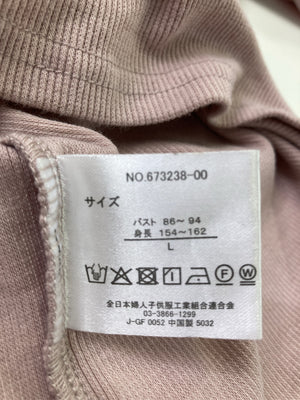 NO.673238-00
サイズ
バスト 86～94
身長 154～162
L
全日本婦人子供服工業組合連合会
03-3866-1299
J-GF 0052 中国製 5032